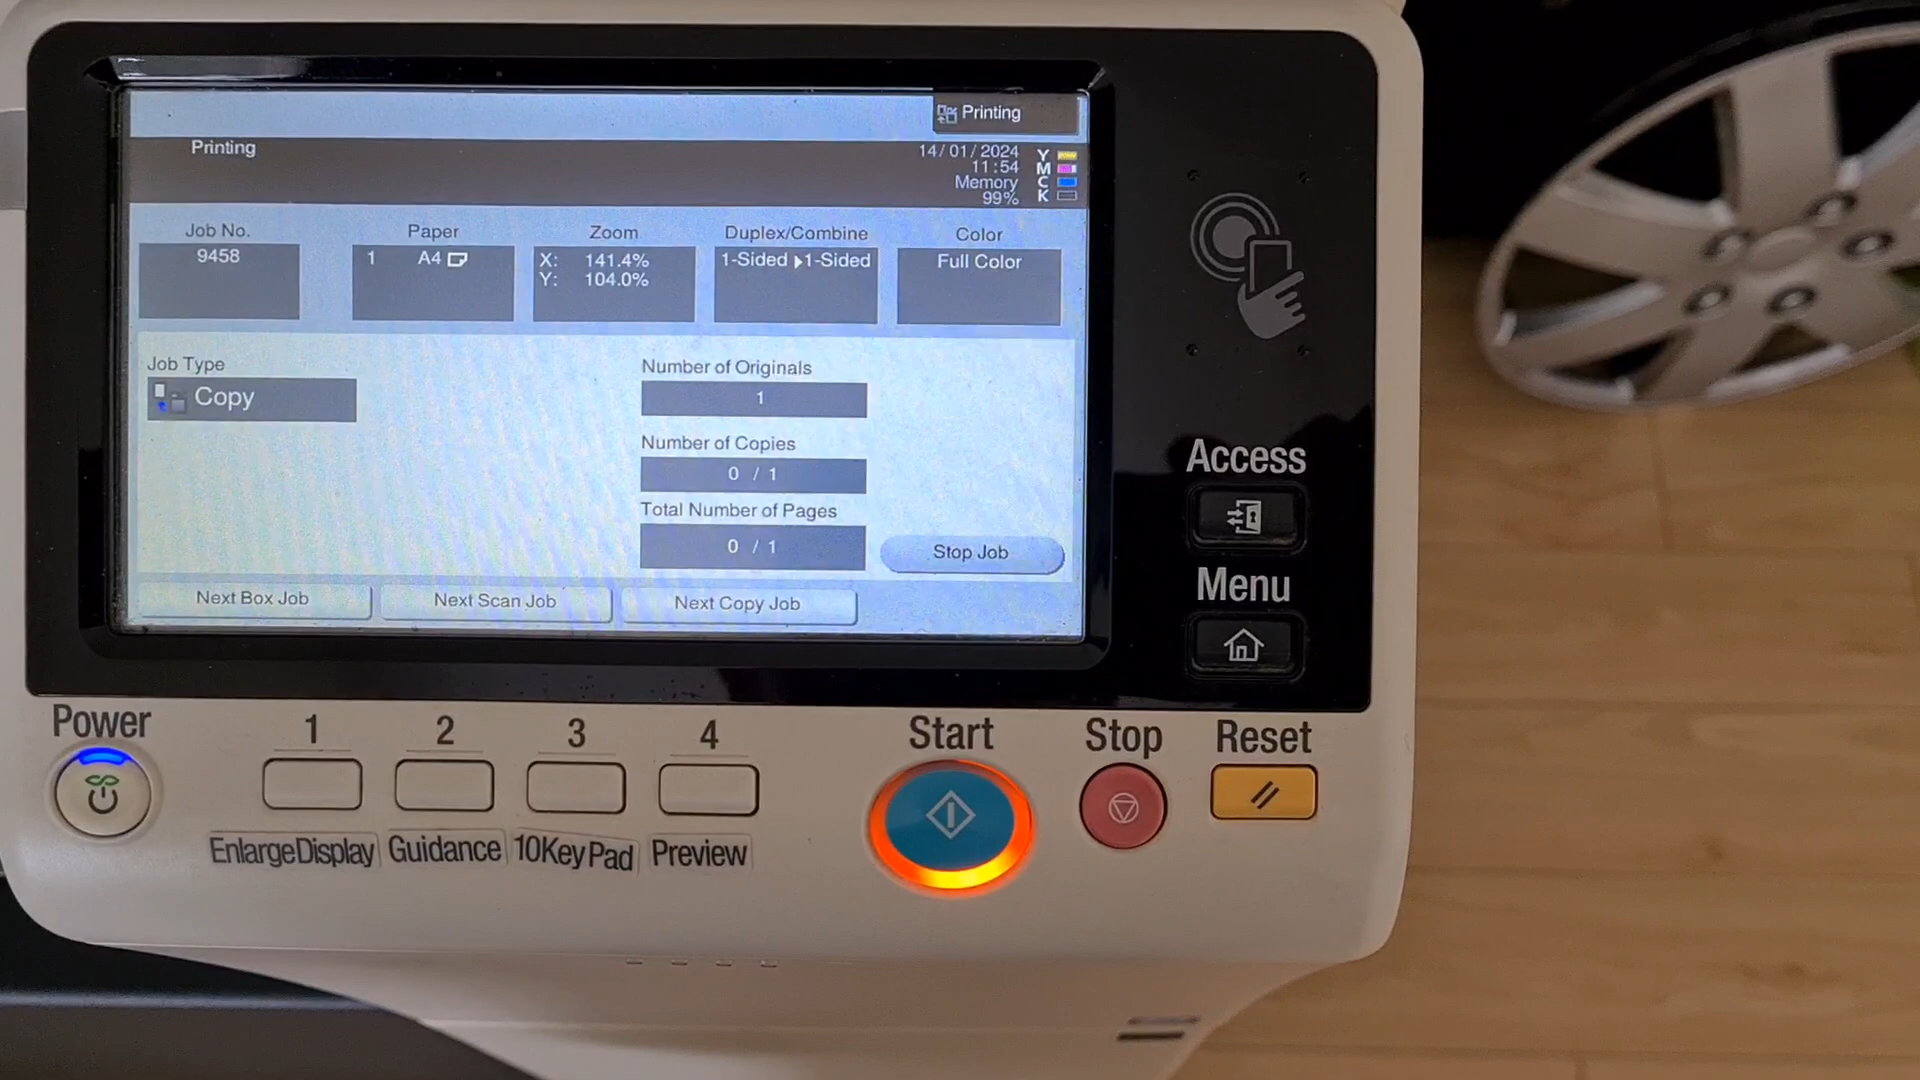 Printing
Printing
14/01/2024
11:54
Memory
99%
Y
M
C
K
Job No.
9458
Paper
1 A4
Zoom
X: 141.4%
Y: 104.0%
Duplex/Combine
1-Sided ▶1-Sided
Color
Full Color
Job Type
Copy
Number of Originals
1
Number of Copies
0 / 1
Total Number of Pages
0 / 1
Stop Job
Next Box Job
Next Scan Job
Next Copy Job
Access
Menu
Power
1
2
3
4
Start
Stop
Reset
EnlargeDisplay
Guidance
10KeyPad
Preview